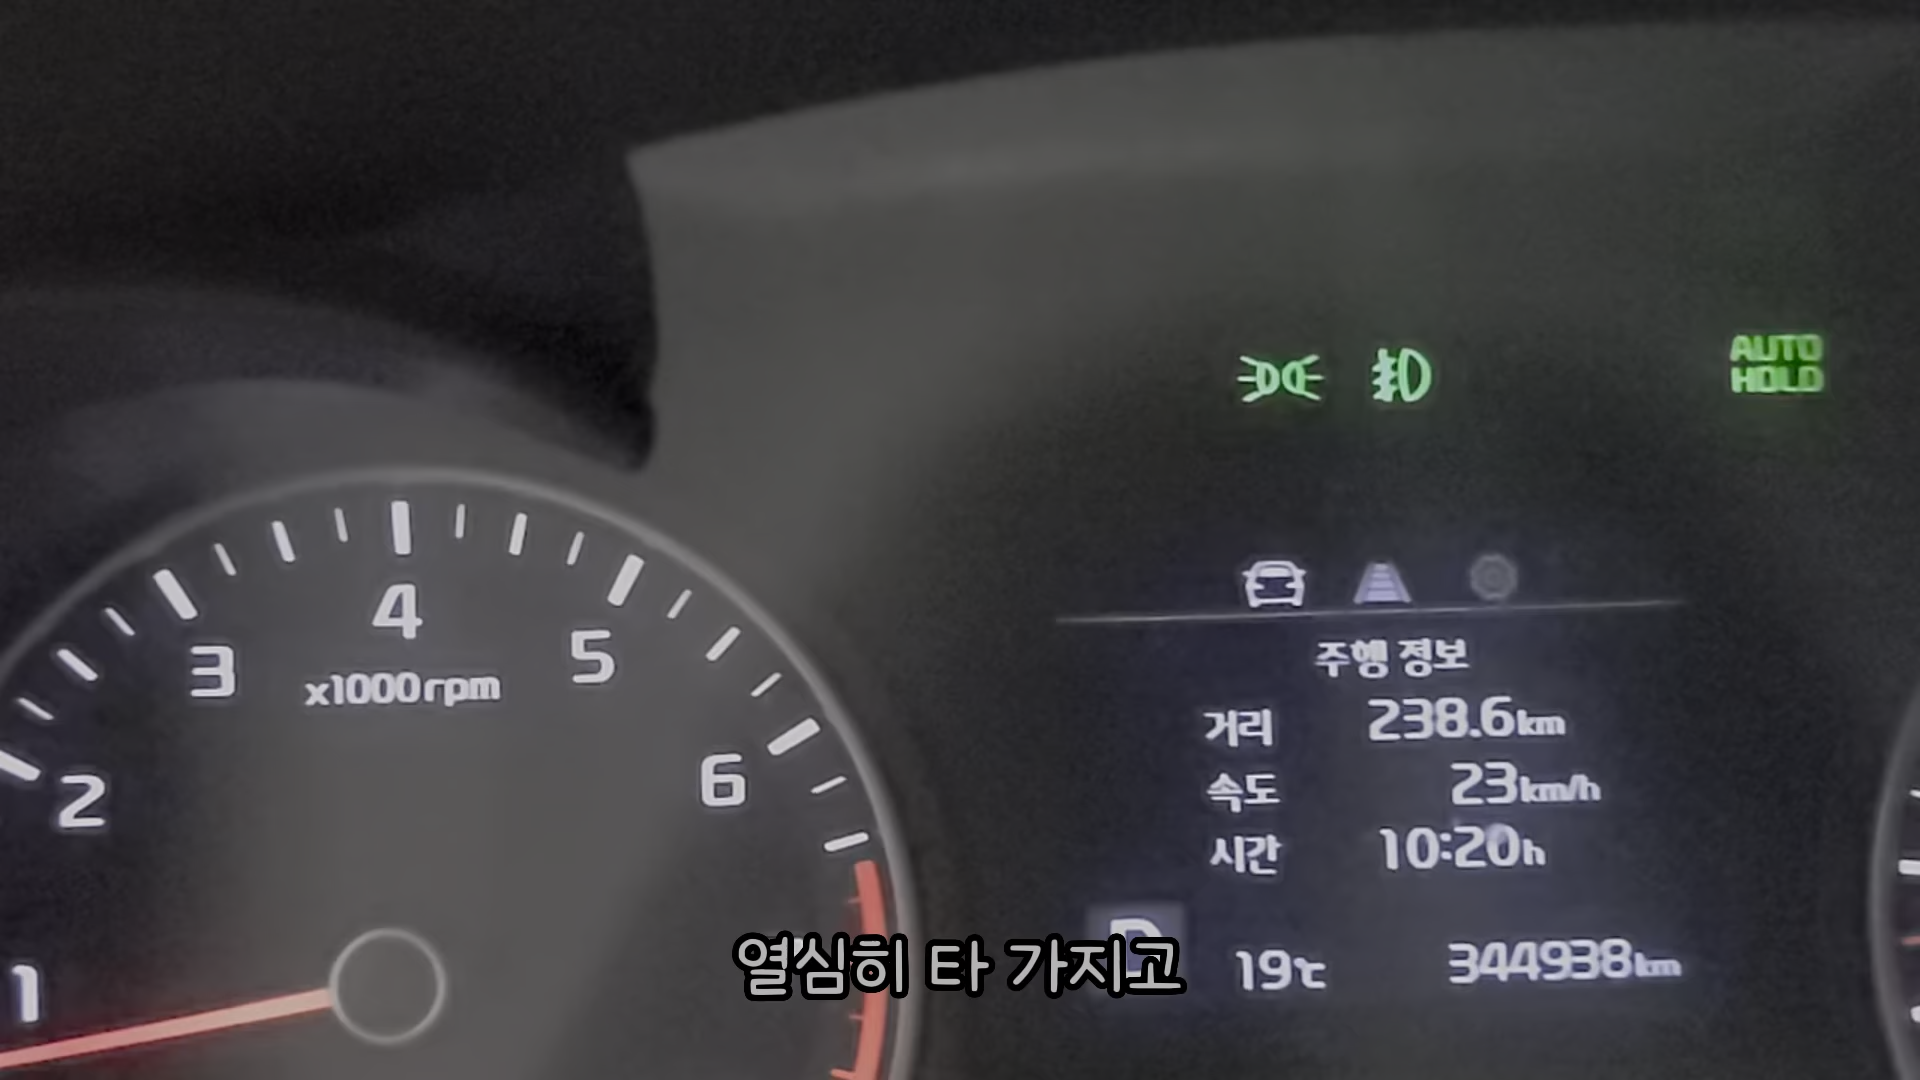 AUTO
HOLD
4
3
5
x1000rpm
2
6
1
주행 정보
거리 238.6km
속도 23km/h
시간 10:20h
D
19℃ 344938km
열심히 타 가지고